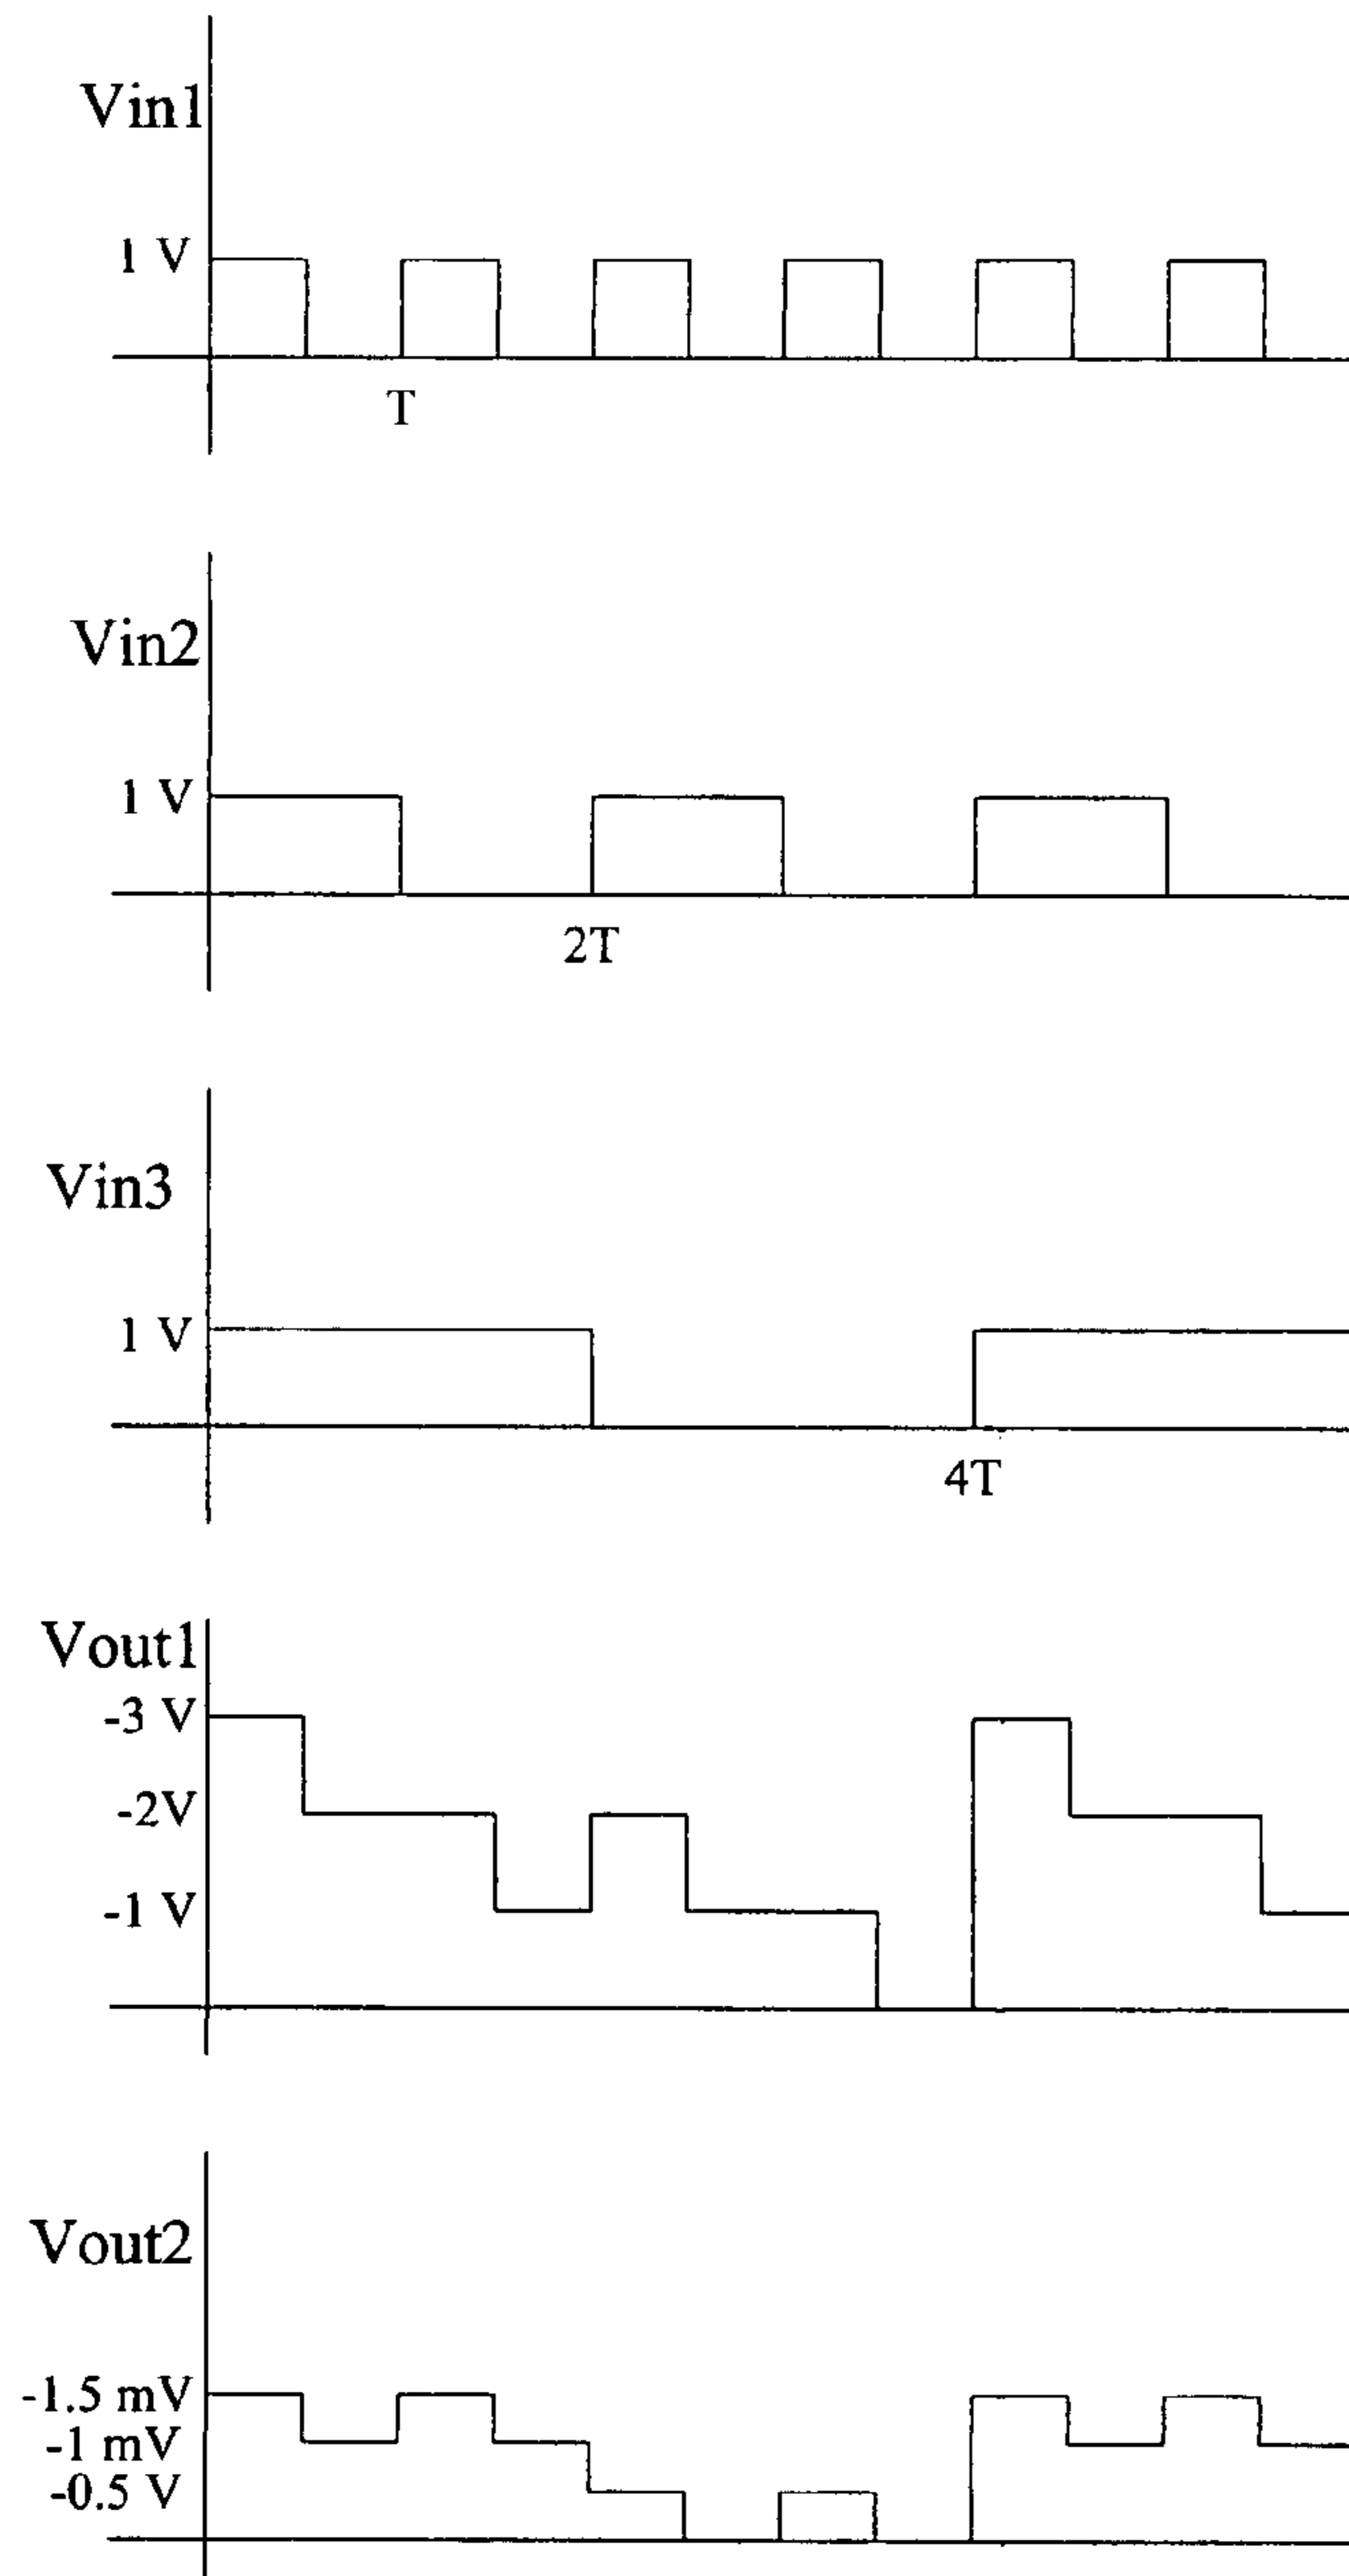 Vin1
1 V
T
Vin2
1 V
2T
Vin3
1 V
4T
Vout1
-3 V
-2V
-1 V
Vout2
-1.5 mV
-1 mV
-0.5 V